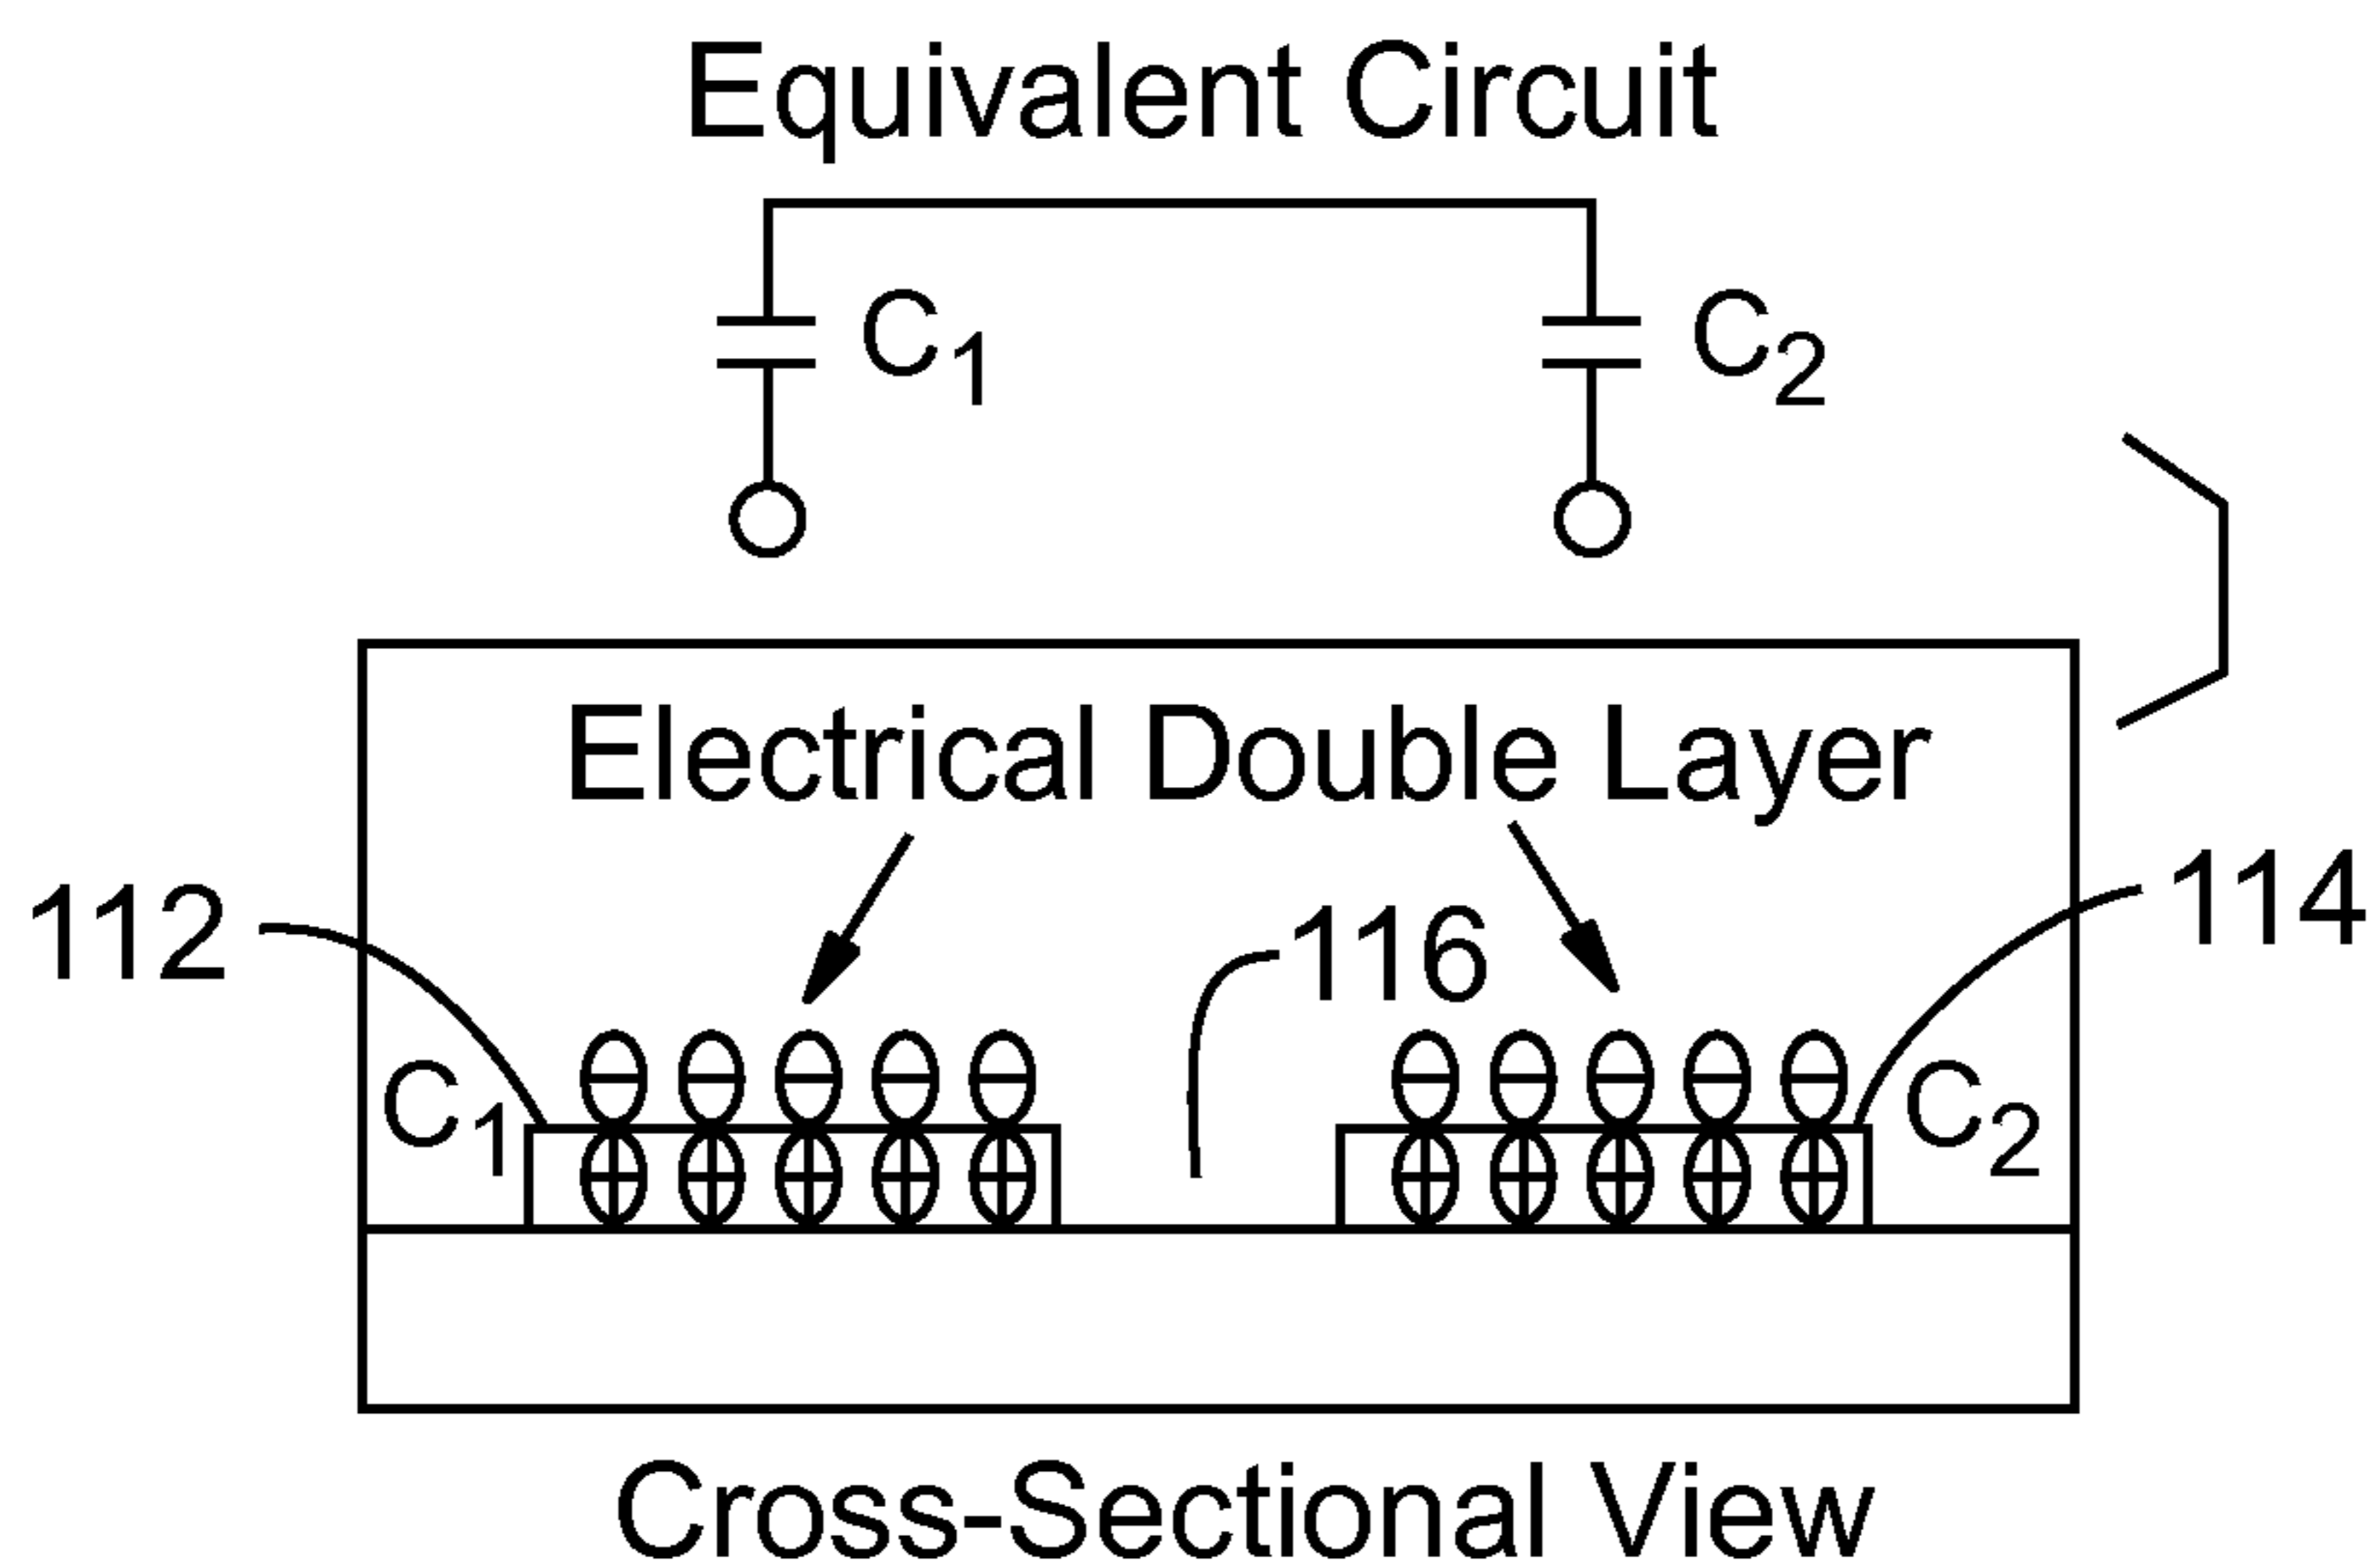 Equivalent Circuit
C1 C2
Electrical Double Layer
112 116 114
C1 C2
Cross-Sectional View